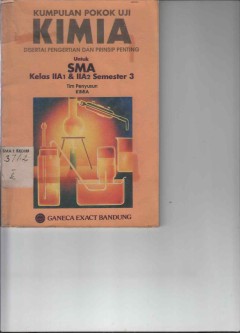 KUMPULAN POKOK UJI
KIMIA
DISERTAI PENGERTIAN DAN PRINSIP PENTING
Untuk
SMA
Kelas IIA1 & IIA2 Semester 3
Tim Penyusun
KIMIA
GANECA EXACT BANDUNG